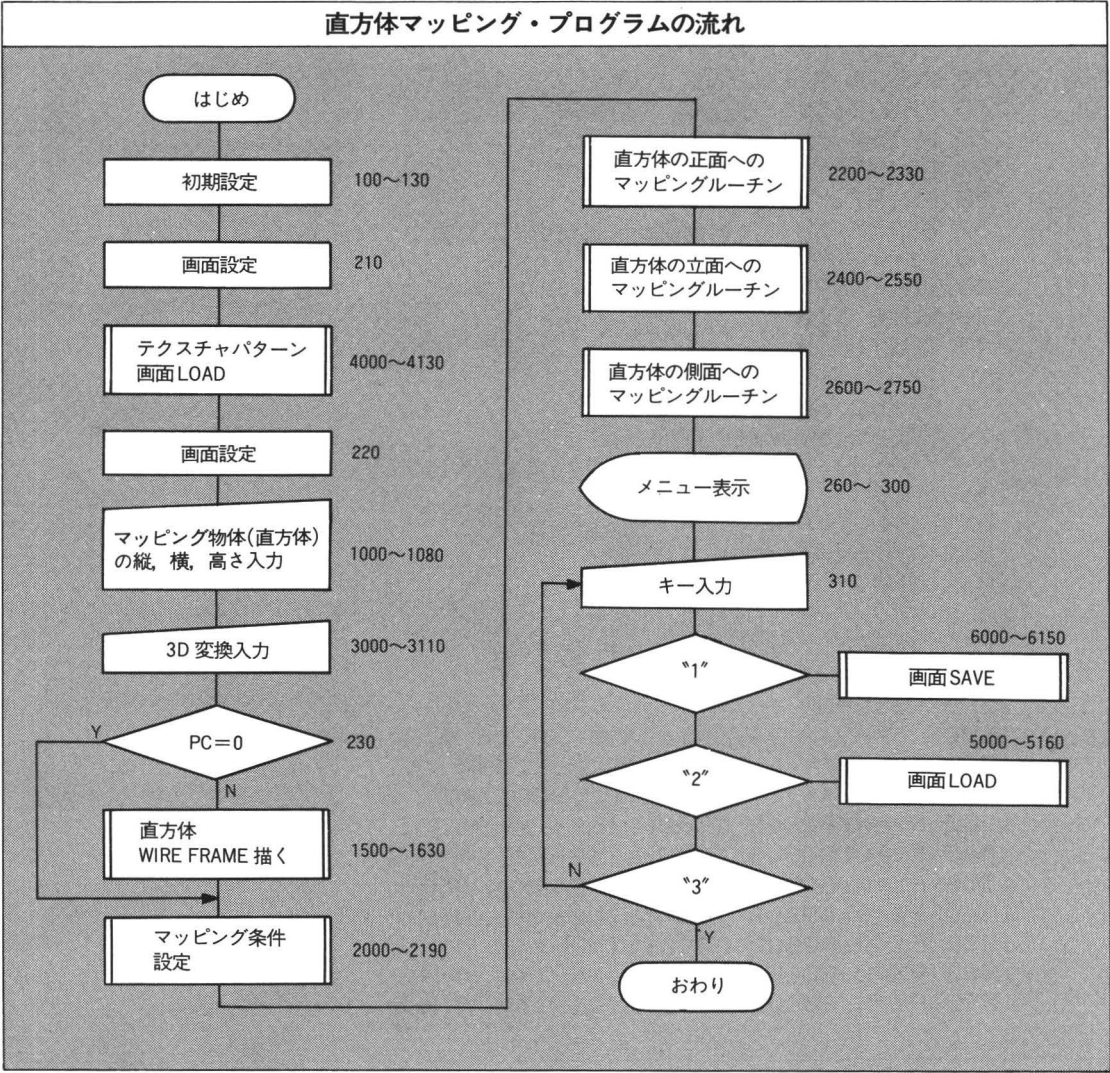 直方体マッピング・プログラムの流れ
はじめ
初期設定
100〜130
画面設定
210
テクスチャパターン
画面LOAD
4000〜4130
画面設定
220
マッピング物体(直方体)
の縦,横,高さ入力
1000〜1080
3D変換入力
3000〜3110
PC=0
230
Y
N
直方体
WIRE FRAME 描く
1500〜1630
マッピング条件
設定
2000〜2190
直方体の正面への
マッピングルーチン
2200〜2330
直方体の立面への
マッピングルーチン
2400〜2550
直方体の側面への
マッピングルーチン
2600〜2750
メニュー表示
260〜 300
キー入力
310
〝1〞
6000〜6150
画面SAVE
〝2〞
5000〜5160
画面LOAD
〝3〞
N
Y
おわり